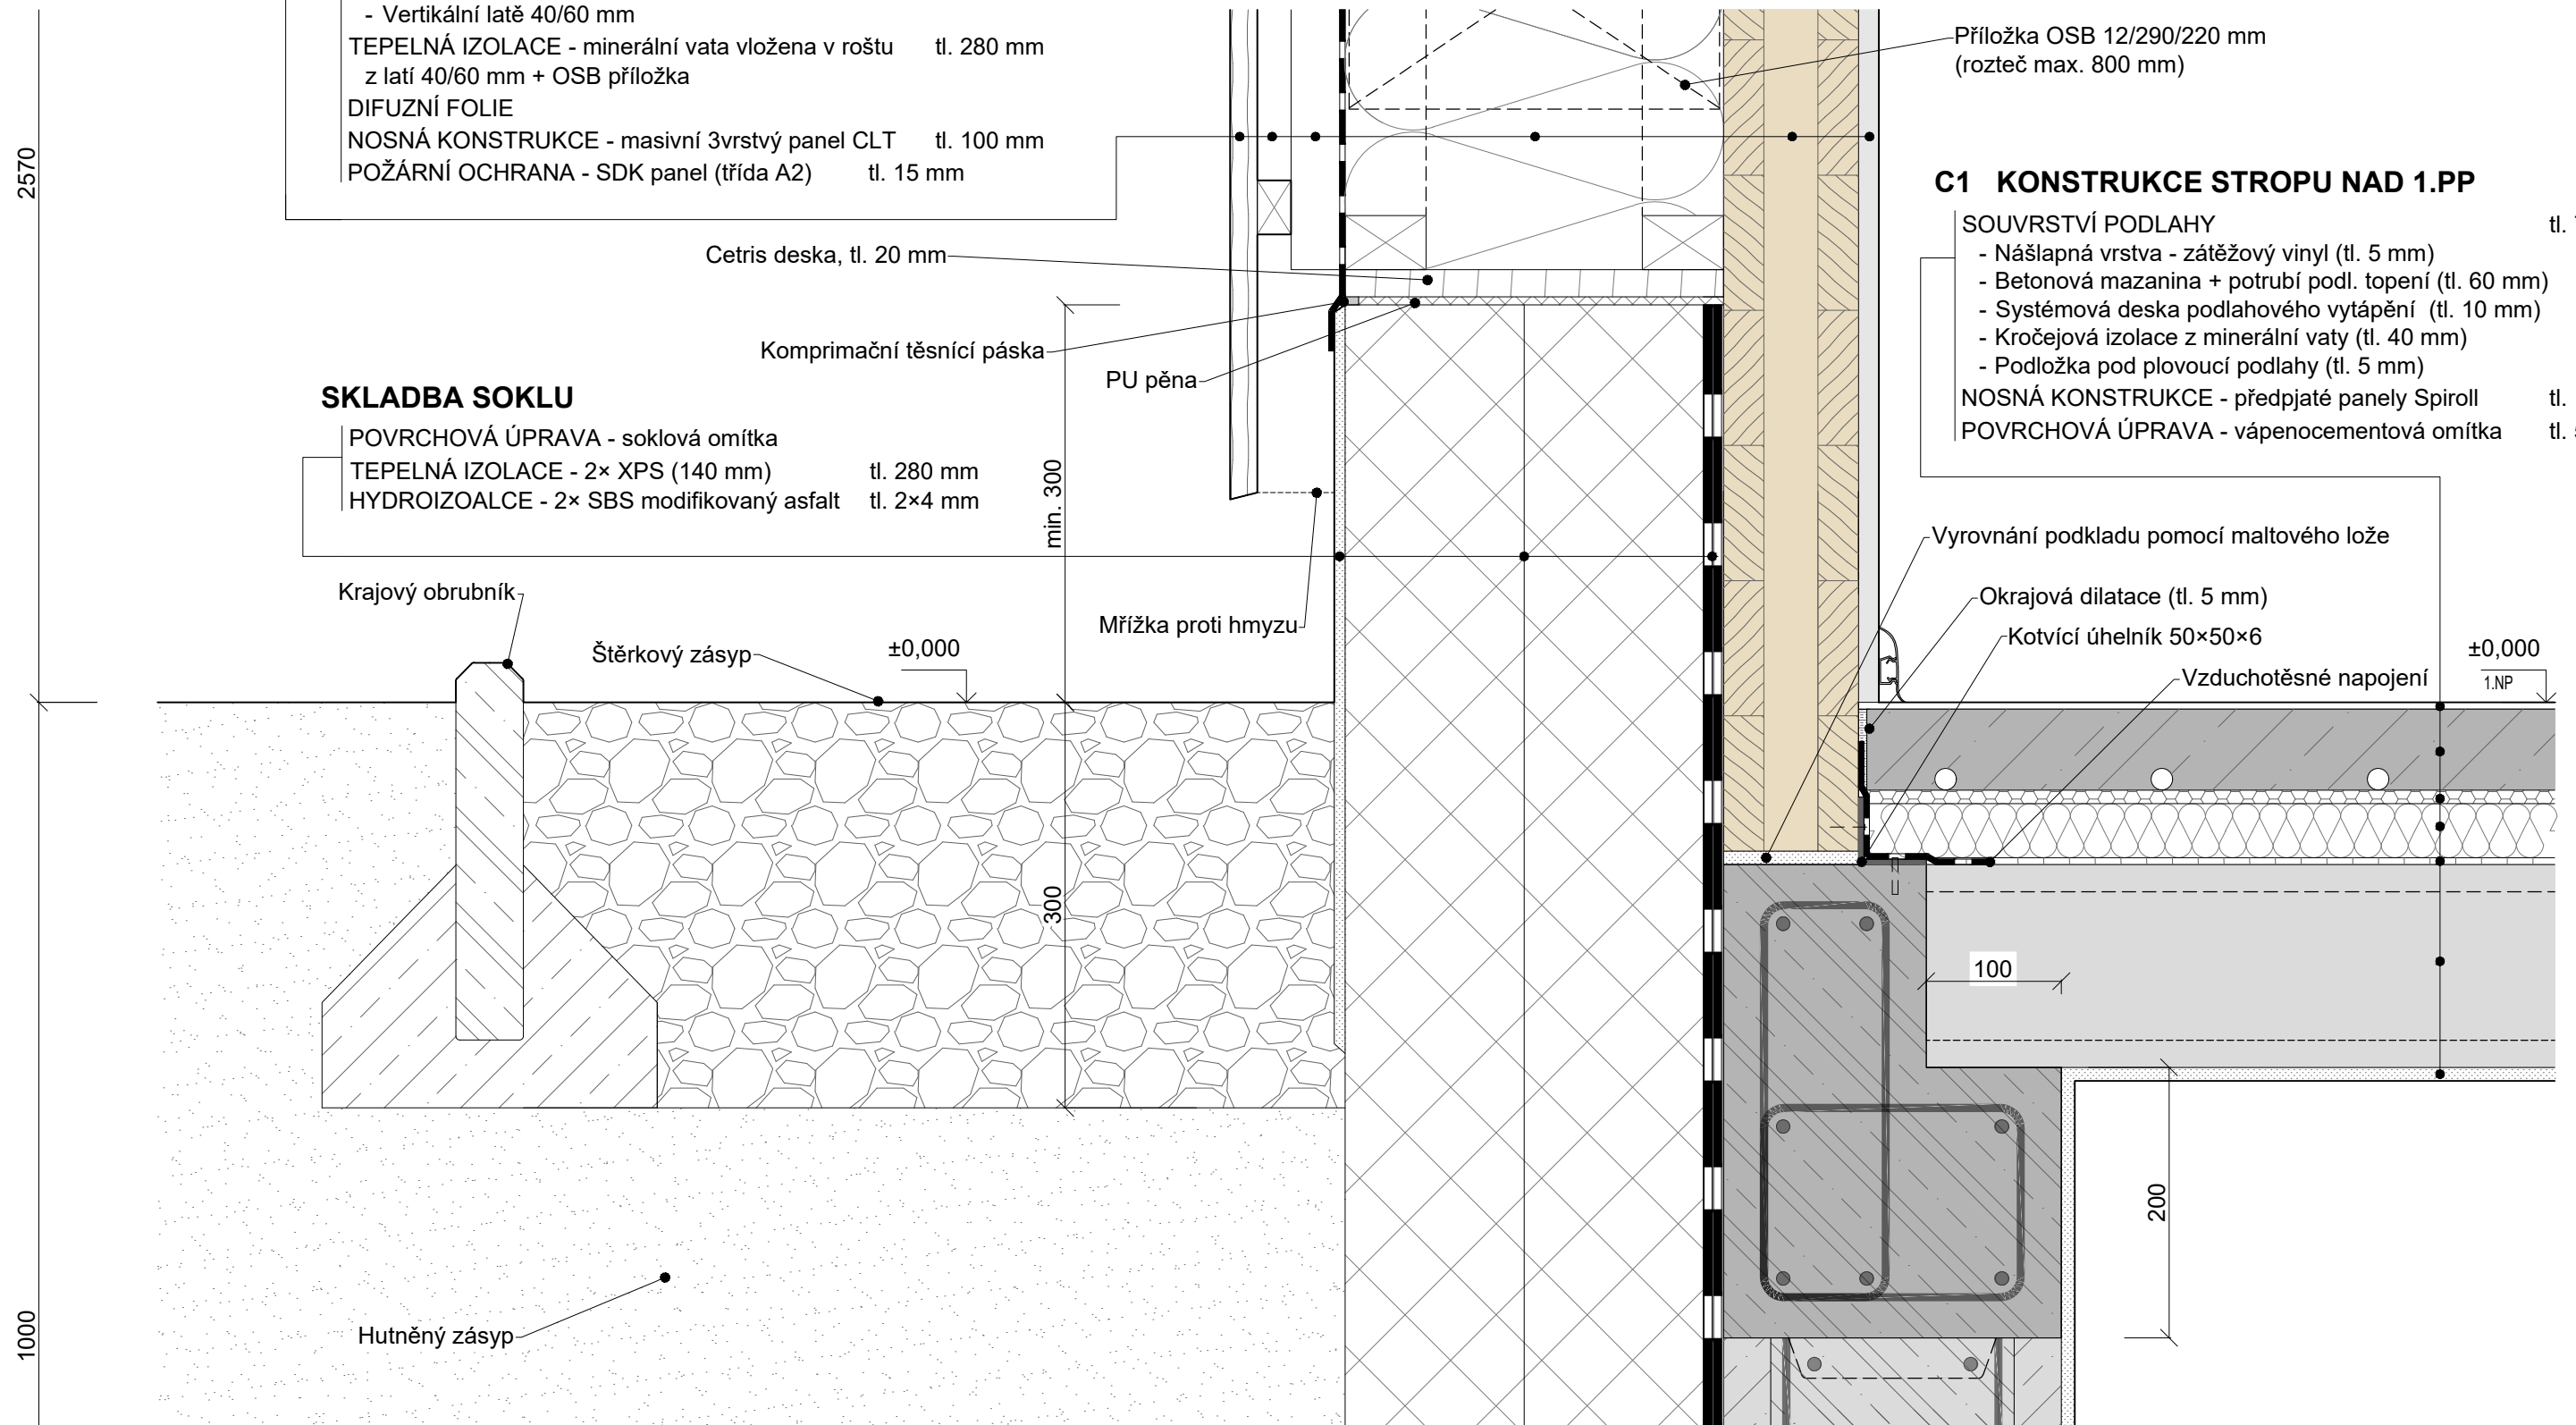 - Vertikální latě 40/60 mm
TEPELNÁ IZOLACE - minerální vata vložena v roštu tl. 280 mm
z latí 40/60 mm + OSB příložka
DIFUZNÍ FOLIE
NOSNÁ KONSTRUKCE - masivní 3vrstvý panel CLT tl. 100 mm
POŽÁRNÍ OCHRANA - SDK panel (třída A2) tl. 15 mm
2570
Příložka OSB 12/290/220 mm
(rozteč max. 800 mm)
C1 KONSTRUKCE STROPU NAD 1.PP
SOUVRSTVÍ PODLAHY tl.
- Nášlapná vrstva - zátěžový vinyl (tl. 5 mm)
- Betonová mazanina + potrubí podl. topení (tl. 60 mm)
- Systémová deska podlahového vytápění (tl. 10 mm)
- Kročejová izolace z minerální vaty (tl. 40 mm)
- Podložka pod plovoucí podlahy (tl. 5 mm)
NOSNÁ KONSTRUKCE - předpjaté panely Spiroll tl.
POVRCHOVÁ ÚPRAVA - vápenocementová omítka tl.
Cetris deska, tl. 20 mm
Komprimační těsnící páska
PU pěna
SKLADBA SOKLU
POVRCHOVÁ ÚPRAVA - soklová omítka
TEPELNÁ IZOLACE - 2× XPS (140 mm) tl. 280 mm
HYDROIZOALCE - 2× SBS modifikovaný asfalt tl. 2×4 mm
min. 300
Vyrovnání podkladu pomocí maltového lože
Krajový obrubník
Okrajová dilatace (tl. 5 mm)
Mřížka proti hmyzu
Kotvící úhelník 50×50×6
Štěrkový zásyp
±0,000
±0,000
1.NP
Vzduchotěsné napojení
300
100
200
1000
Hutněný zásyp